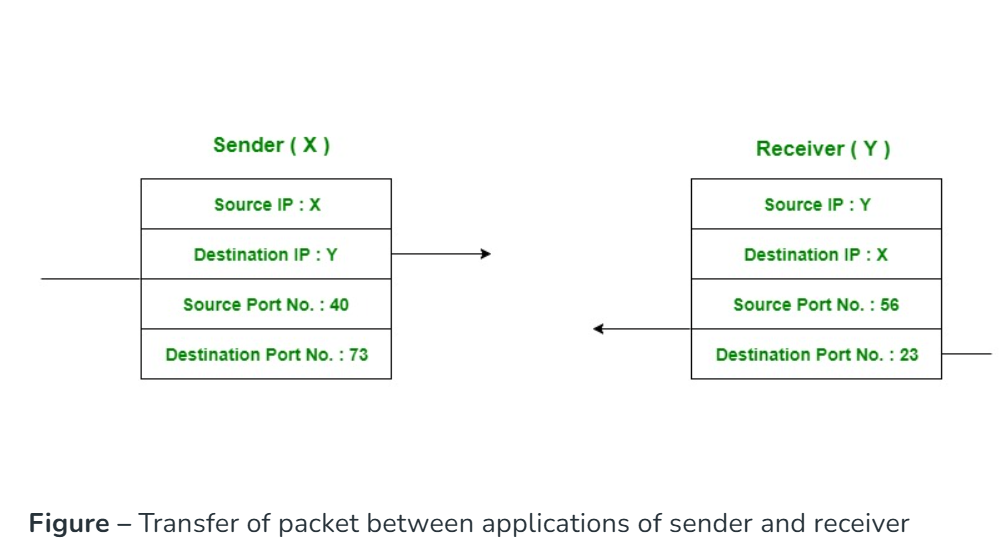 Sender ( X )
Source IP : X
Destination IP : Y
Source Port No. : 40
Destination Port No. : 73
Receiver ( Y )
Source IP : Y
Destination IP : X
Source Port No. : 56
Destination Port No. : 23
Figure – Transfer of packet between applications of sender and receiver